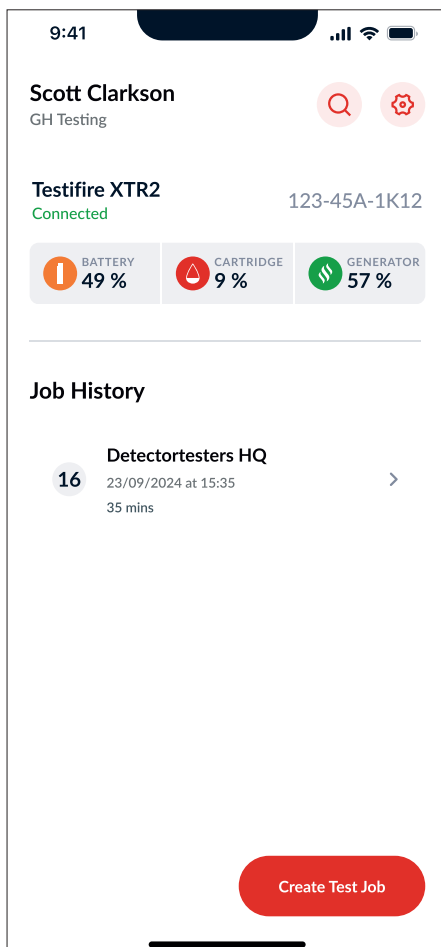 9:41
Scott Clarkson
GH Testing
Testifire XTR2
Connected
123-45A-1K12
BATTERY
49 %
CARTRIDGE
9 %
GENERATOR
57 %
Job History
16
Detectortesters HQ
23/09/2024 at 15:35
35 mins
Create Test Job